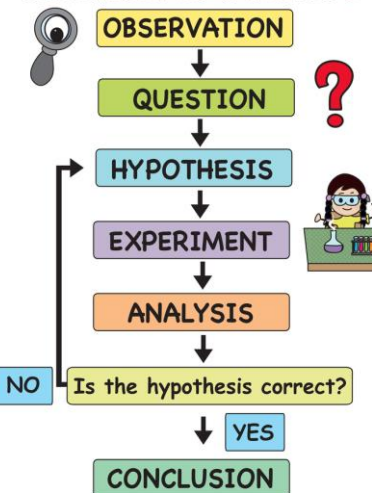 OBSERVATION
QUESTION
?
HYPOTHESIS
EXPERIMENT
ANALYSIS
NO
Is the hypothesis correct?
YES
CONCLUSION